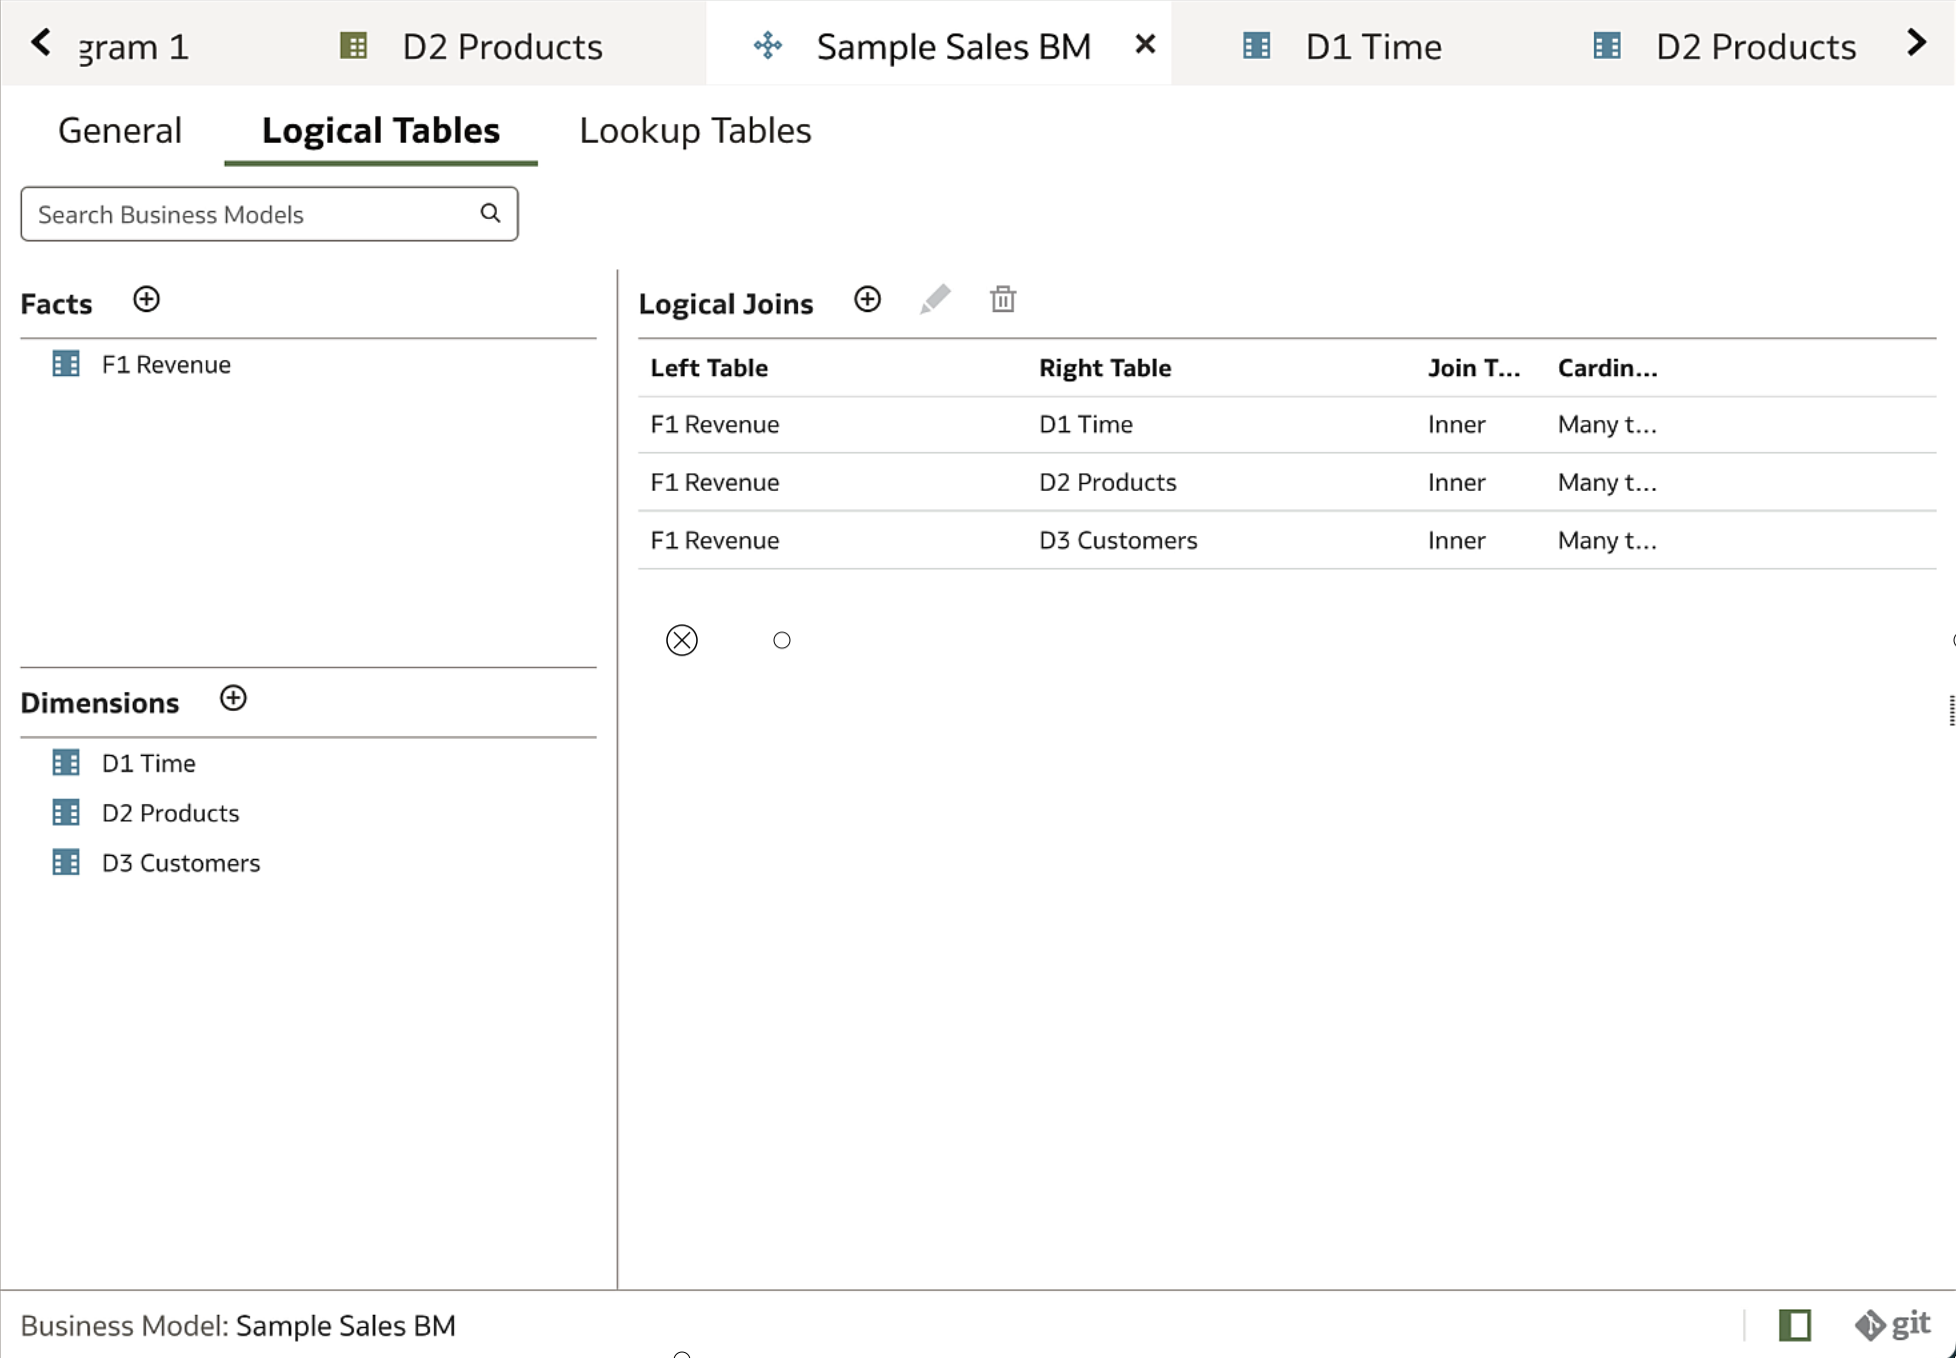 gram 1 D2 Products Sample Sales BM D1 Time D2 Products
General Logical Tables Lookup Tables
Search Business Models
Facts
F1 Revenue
Logical Joins
Left Table Right Table Join T... Cardin...
F1 Revenue D1 Time Inner Many t...
F1 Revenue D2 Products Inner Many t...
F1 Revenue D3 Customers Inner Many t...
Dimensions
D1 Time
D2 Products
D3 Customers
Business Model: Sample Sales BM
git